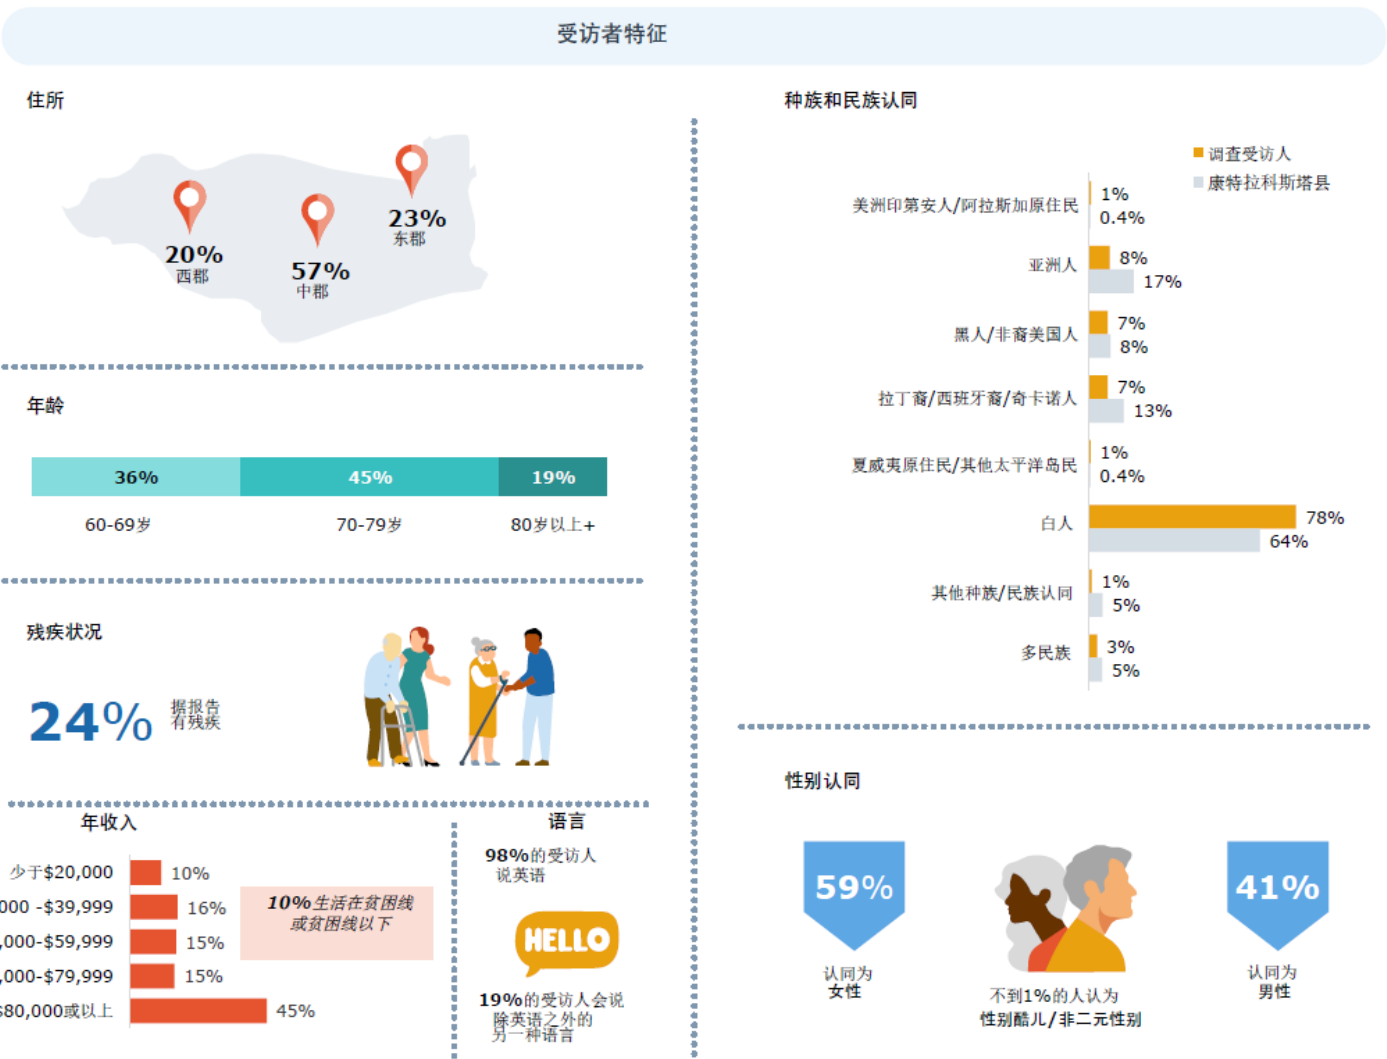 受访者特征
住所
20%
西郡
57%
中郡
23%
东郡
年龄
36%
45%
19%
60-69岁
70-79岁
80岁以上+
残疾状况
24%
据报告
有残疾
年收入
少于$20,000
10%
000 -$39,999
16%
,000-$59,999
15%
,000-$79,999
15%
$80,000或以上
45%
10%生活在贫困线
或贫困线以下
语言
98%的受访人
说英语
HELLO
19%的受访人会说
除英语之外的
另一种语言
种族和民族认同
调查受访人
康特拉科斯塔县
美洲印第安人/阿拉斯加原住民
1%
0.4%
亚洲人
8%
17%
黑人/非裔美国人
7%
8%
拉丁裔/西班牙裔/奇卡诺人
7%
13%
夏威夷原住民/其他太平洋岛民
1%
0.4%
白人
78%
64%
其他种族/民族认同
1%
5%
多民族
3%
5%
性别认同
59%
认同为
女性
不到1%的人认为
性别酷儿/非二元性别
41%
认同为
男性